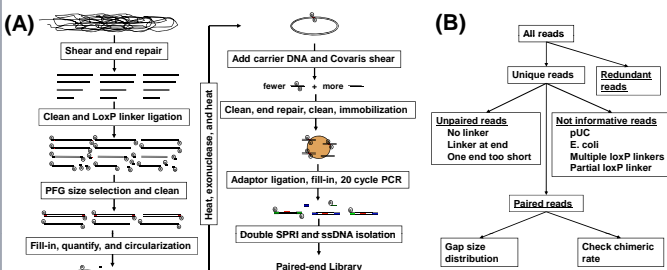 (A)
Shear and end repair
Clean and LoxP linker ligation
PFG size selection and clean
Fill-in, quantify, and circularization
Heat, exonuclease, and heat
Add carrier DNA and Covaris shear
fewer + more
Clean, end repair, clean, immobilization
Adaptor ligation, fill-in, 20 cycle PCR
Double SPRI and ssDNA isolation
Paired-end Library
(B)
All reads
Unique reads
Redundant
reads
Unpaired reads
No linker
Linker at end
One end too short
Not informative reads
pUC
E. coli
Multiple loxP linkers
Partial loxP linker
Paired reads
Gap size
distribution
Check chimeric
rate